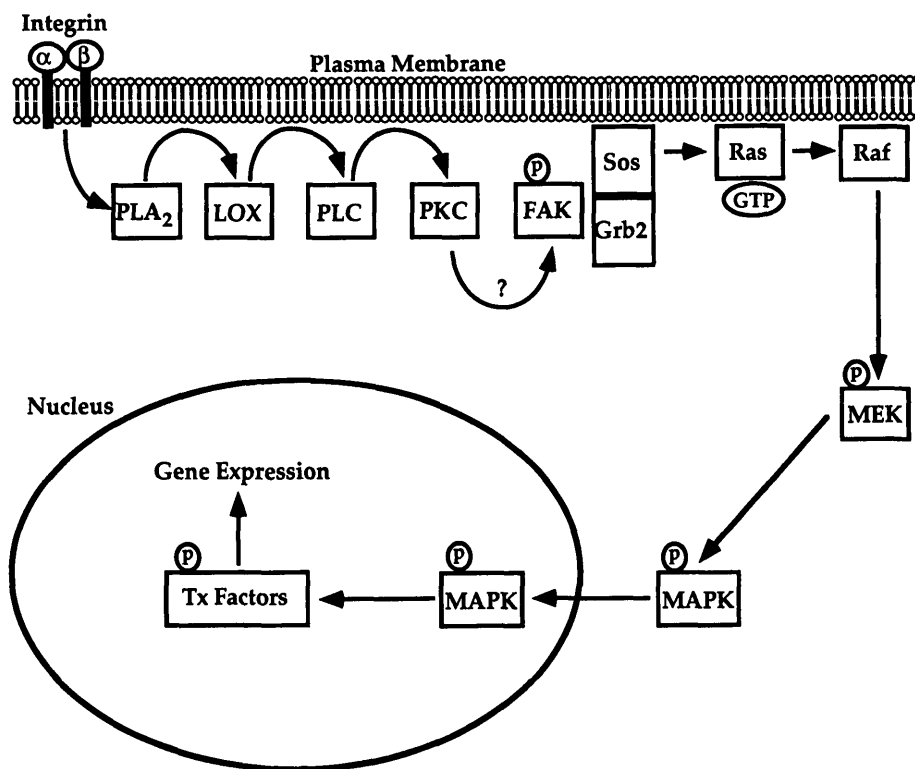 Integrin
α β
Plasma Membrane
PLA₂
LOX
PLC
PKC
P
FAK
Sos
Grb2
Ras
GTP
Raf
?
P
MEK
Nucleus
Gene Expression
P
Tx Factors
P
MAPK
P
MAPK